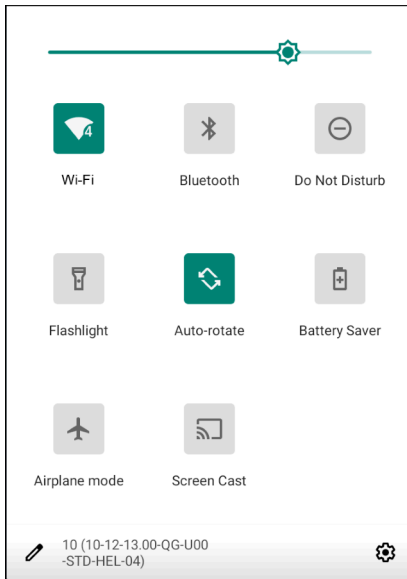 4
Wi-Fi Bluetooth Do Not Disturb
Flashlight Auto-rotate Battery Saver
Airplane mode Screen Cast
10 (10-12-13.00-QG-U00
-STD-HEL-04)